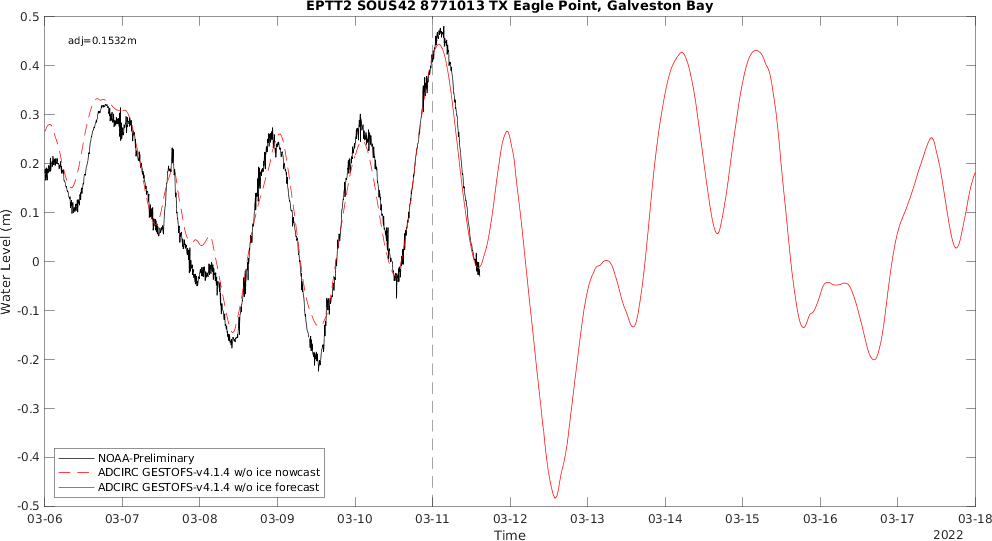 EPTT2 SOUS42 8771013 TX Eagle Point, Galveston Bay
adj=0.1532m
0.5
0.4
0.3
0.2
0.1
0
-0.1
-0.2
-0.3
-0.4
-0.5
Water Level (m)
NOAA-Preliminary
ADCIRC GESTOFS-v4.1.4 w/o ice nowcast
ADCIRC GESTOFS-v4.1.4 w/o ice forecast
03-06 03-07 03-08 03-09 03-10 03-11 03-12 03-13 03-14 03-15 03-16 03-17 03-18
Time
2022